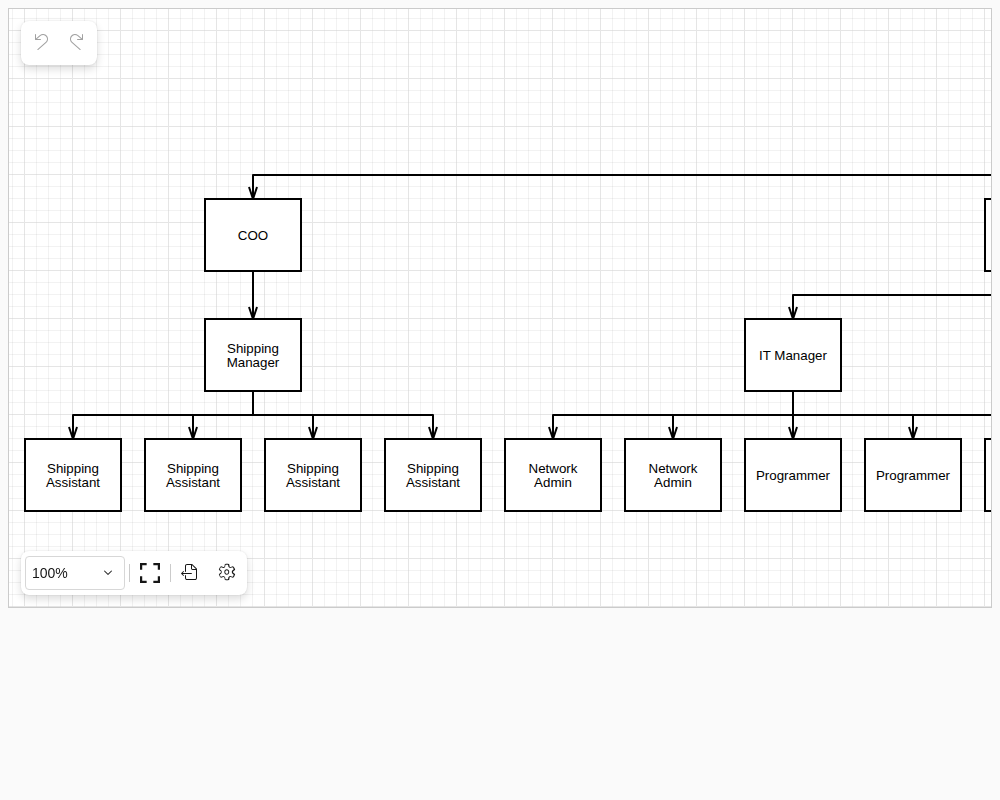 COO
Shipping
Manager
IT Manager
Shipping
Assistant
Shipping
Assistant
Shipping
Assistant
Shipping
Assistant
Network
Admin
Network
Admin
Programmer
Programmer
100%